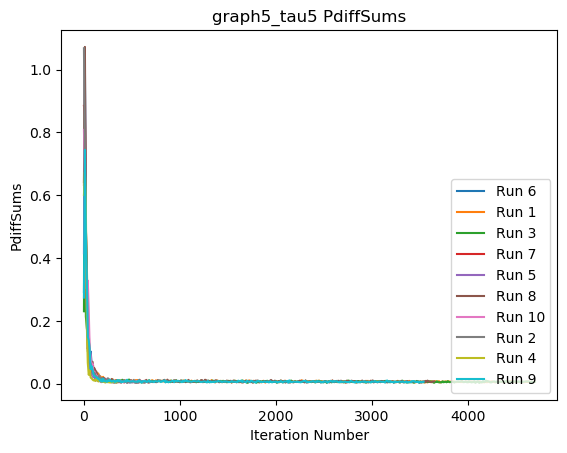 graph5_tau5 PdiffSums
1.0
0.8
0.6
0.4
0.2
0.0
PdiffSums
0
1000
2000
3000
4000
Iteration Number
Run 6
Run 1
Run 3
Run 7
Run 5
Run 8
Run 10
Run 2
Run 4
Run 9